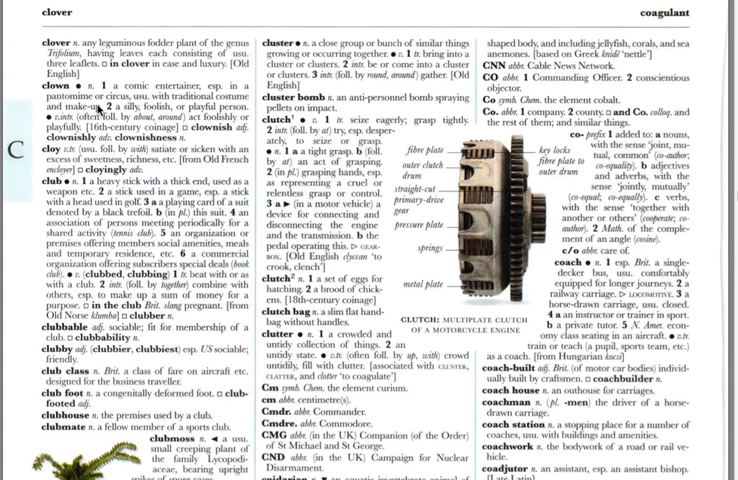 clover
coagulant
clover n. any leguminous fodder plant of the genus
Trifolium, having leaves each consisting of usu.
three leaflets. □ in clover in ease and luxury. [Old
English]
clown ● n. 1 a comic entertainer, esp. in a
pantomime or circus, usu. with traditional costume
and make-up. 2 a silly, foolish, or playful person.
● v.intr. (often foll. by about, around) act foolishly or
playfully. [16th-century coinage] □ clownish adj.
clownishly adv. clownishness n.
cloy v.tr. (usu. foll. by with) satiate or sicken with an
excess of sweetness, richness, etc. [from Old French
encloyer] □ cloyingly adv.
club ● n. 1 a heavy stick with a thick end, used as a
weapon etc. 2 a stick used in a game, esp. a stick
with a head used in golf. 3 a a playing card of a suit
denoted by a black trefoil. b (in pl.) this suit. 4 an
association of persons meeting periodically for a
shared activity (tennis club). 5 an organization or
premises offering members social amenities, meals
and temporary residence, etc. 6 a commercial
organization offering subscribers special deals (book
club). ● v. (clubbed, clubbing) 1 tr. beat with or as
with a club. 2 intr. (foll. by together) combine with
others, esp. to make up a sum of money for a
purpose. □ in the club Brit. slang pregnant. [from
Old Norse klumba] □ clubber n.
clubbable adj. sociable; fit for membership of a
club. □ clubbability n.
clubby adj. (clubbier, clubbiest) esp. US sociable;
friendly.
club class n. Brit. a class of fare on aircraft etc.
designed for the business traveller.
club foot n. a congenitally deformed foot. □ club-
footed adj.
clubhouse n. the premises used by a club.
clubmate n. a fellow member of a sports club.
clubmoss n. ◄ a usu.
small creeping plant of
the family Lycopodi-
aceae, bearing upright
spikes of spore cases.
C
cluster ● n. a close group or bunch of similar things
growing or occurring together. ● v. 1 tr. bring into a
cluster or clusters. 2 intr. be or come into a cluster
or clusters. 3 intr. (foll. by round, around) gather. [Old
English]
cluster bomb n. an anti-personnel bomb spraying
pellets on impact.
clutch¹ ● v. 1 tr. seize eagerly; grasp tightly.
2 intr. (foll. by at) try, esp. desper-
ately, to seize or grasp.
● n. 1 a a tight grasp. b (foll.
by at) an act of grasping.
2 (in pl.) grasping hands, esp.
as representing a cruel or
relentless grasp or control.
3 a ► (in a motor vehicle) a
device for connecting and
disconnecting the engine
and the transmission. b the
pedal operating this. ▷ GEAR-
BOX. [Old English clyccan 'to
crook, clench']
clutch² n. 1 a set of eggs for
hatching. 2 a brood of chick-
ens. [18th-century coinage]
clutch bag n. a slim flat hand-
bag without handles.
clutter ● n. 1 a crowded and
untidy collection of things. 2 an
untidy state. ● v.tr. (often foll. by up, with) crowd
untidily, fill with clutter. [associated with CLUSTER,
CLATTER, and clotter 'to coagulate']
Cm symb. Chem. the element curium.
cm abbr. centimetre(s).
Cmdr. abbr. Commander.
Cmdre. abbr. Commodore.
CMG abbr. (in the UK) Companion (of the Order)
of St Michael and St George.
CND abbr. (in the UK) Campaign for Nuclear
Disarmament.
cnidarian n. ▼ an aquatic invertebrate animal of
fibre plate
outer clutch
drum
straight-cut
primary-drive
gear
pressure plate
springs
metal plate
key locks
fibre plate to
outer drum
CLUTCH: MULTIPLATE CLUTCH
OF A MOTORCYCLE ENGINE
shaped body, and including jellyfish, corals, and sea
anemones. [based on Greek knidē 'nettle']
CNN abbr. Cable News Network.
CO abbr. 1 Commanding Officer. 2 conscientious
objector.
Co symb. Chem. the element cobalt.
Co. abbr. 1 company. 2 county. □ and Co. colloq. and
the rest of them; and similar things.
co- prefix 1 added to: a nouns,
with the sense 'joint, mu-
tual, common' (co-author;
co-equality). b adjectives
and adverbs, with the
sense 'jointly, mutually'
(co-equal; co-equally). c verbs,
with the sense 'together with
another or others' (cooperate; co-
author). 2 Math. of the comple-
ment of an angle (cosine).
c/o abbr. care of.
coach ● n. 1 esp. Brit. a single-
decker bus, usu. comfortably
equipped for longer journeys. 2 a
railway carriage. ▷ LOCOMOTIVE. 3 a
horse-drawn carriage, usu. closed.
4 a an instructor or trainer in sport.
b a private tutor. 5 N. Amer. econ-
omy class seating in an aircraft. ● v.tr.
train or teach (a pupil, sports team, etc.)
as a coach. [from Hungarian kocsi]
coach-built adj. Brit. (of motor car bodies) individ-
ually built by craftsmen. □ coachbuilder n.
coach house n. an outhouse for carriages.
coachman n. (pl. -men) the driver of a horse-
drawn carriage.
coach station n. a stopping place for a number of
coaches, usu. with buildings and amenities.
coachwork n. the bodywork of a road or rail ve-
hicle.
coadjutor n. an assistant, esp. an assistant bishop.
[Late Latin]